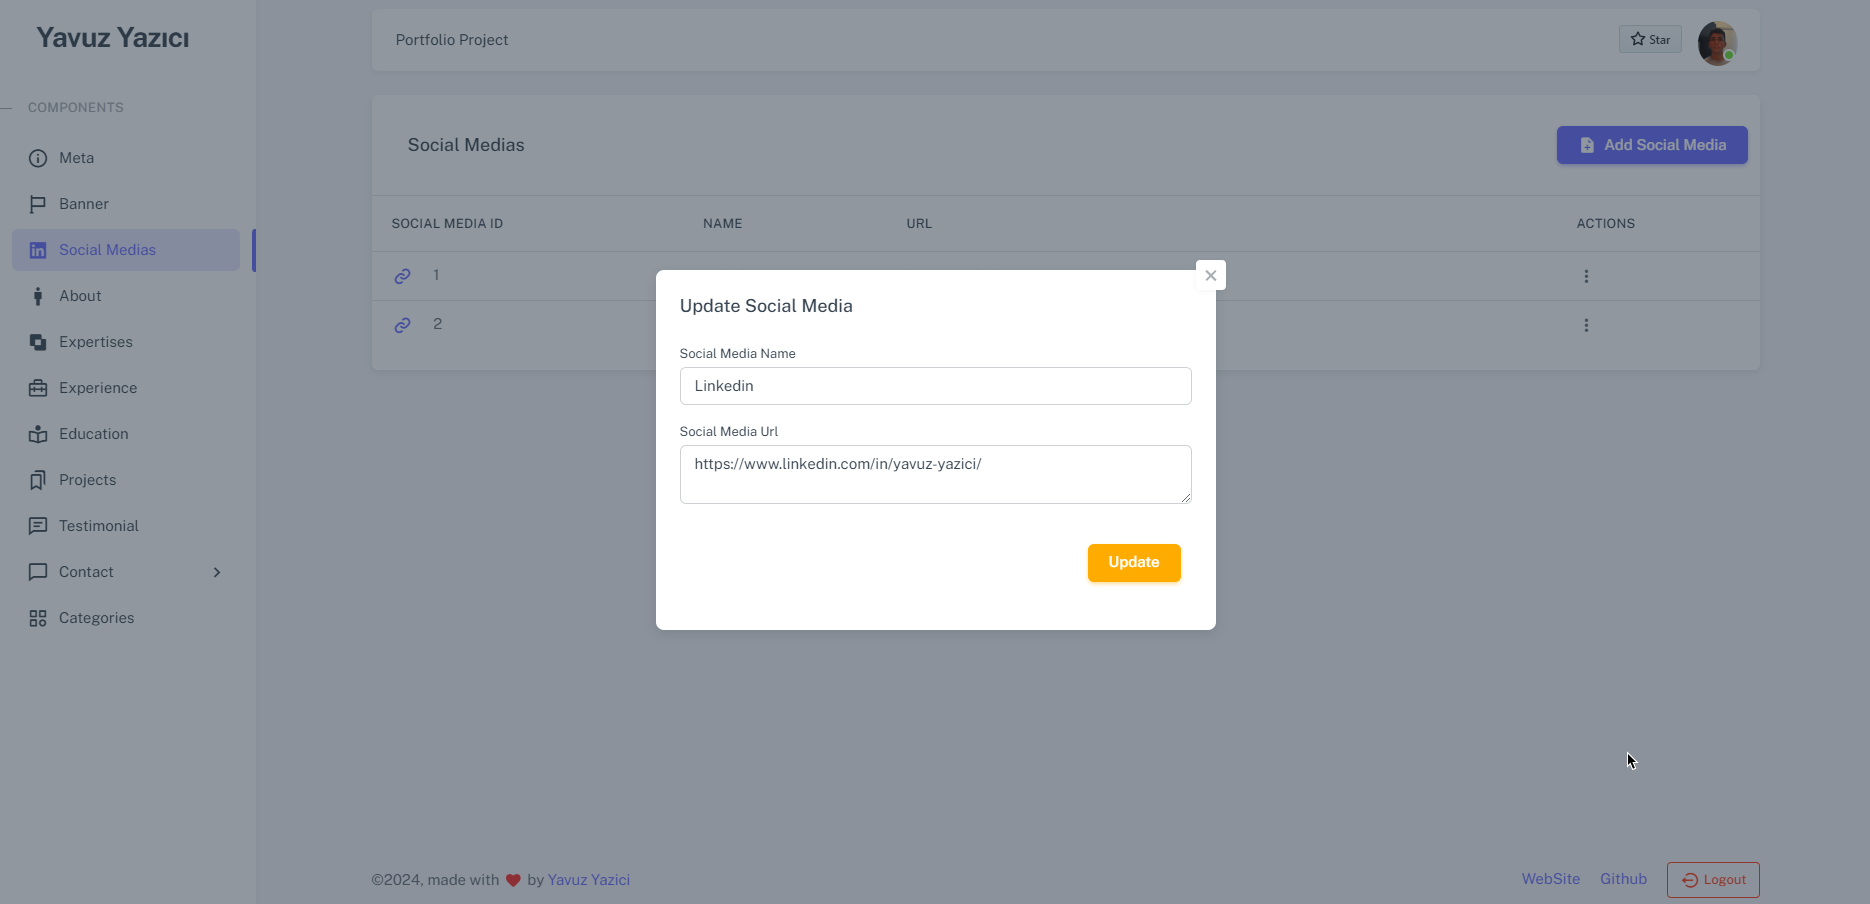 Yavuz Yazıcı
COMPONENTS
Meta
Banner
Social Medias
About
Expertises
Experience
Education
Projects
Testimonial
Contact
Categories
Portfolio Project
Star
Social Medias
Add Social Media
SOCIAL MEDIA ID NAME URL ACTIONS
1
2
Update Social Media
Social Media Name
Linkedin
Social Media Url
https://www.linkedin.com/in/yavuz-yazici/
Update
©2024, made with ❤️ by Yavuz Yazici
WebSite Github Logout